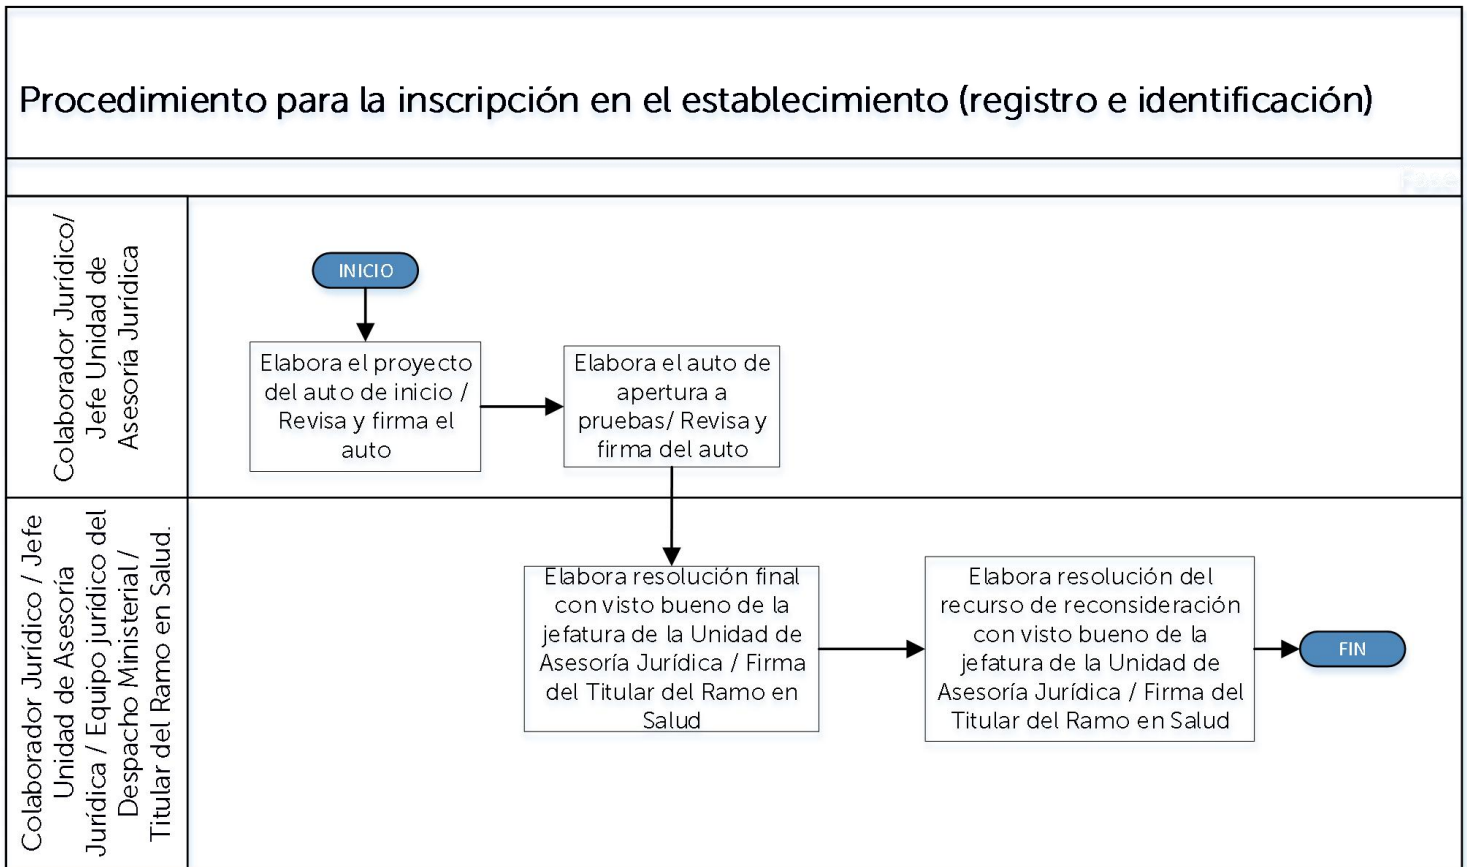 Procedimiento para la inscripción en el establecimiento (registro e identificación)
Fase
Colaborador Jurídico/
Jefe Unidad de
Asesoría Jurídica
INICIO
Elabora el proyecto
del auto de inicio /
Revisa y firma el
auto
Elabora el auto de
apertura a
pruebas/ Revisa y
firma del auto
Colaborador Jurídico / Jefe
Unidad de Asesoría
Jurídica / Equipo jurídico del
Despacho Ministerial /
Titular del Ramo en Salud.
Elabora resolución final
con visto bueno de la
jefatura de la Unidad de
Asesoría Jurídica / Firma
del Titular del Ramo en
Salud
Elabora resolución del
recurso de reconsideración
con visto bueno de la
jefatura de la Unidad de
Asesoría Jurídica / Firma del
Titular del Ramo en Salud
FIN